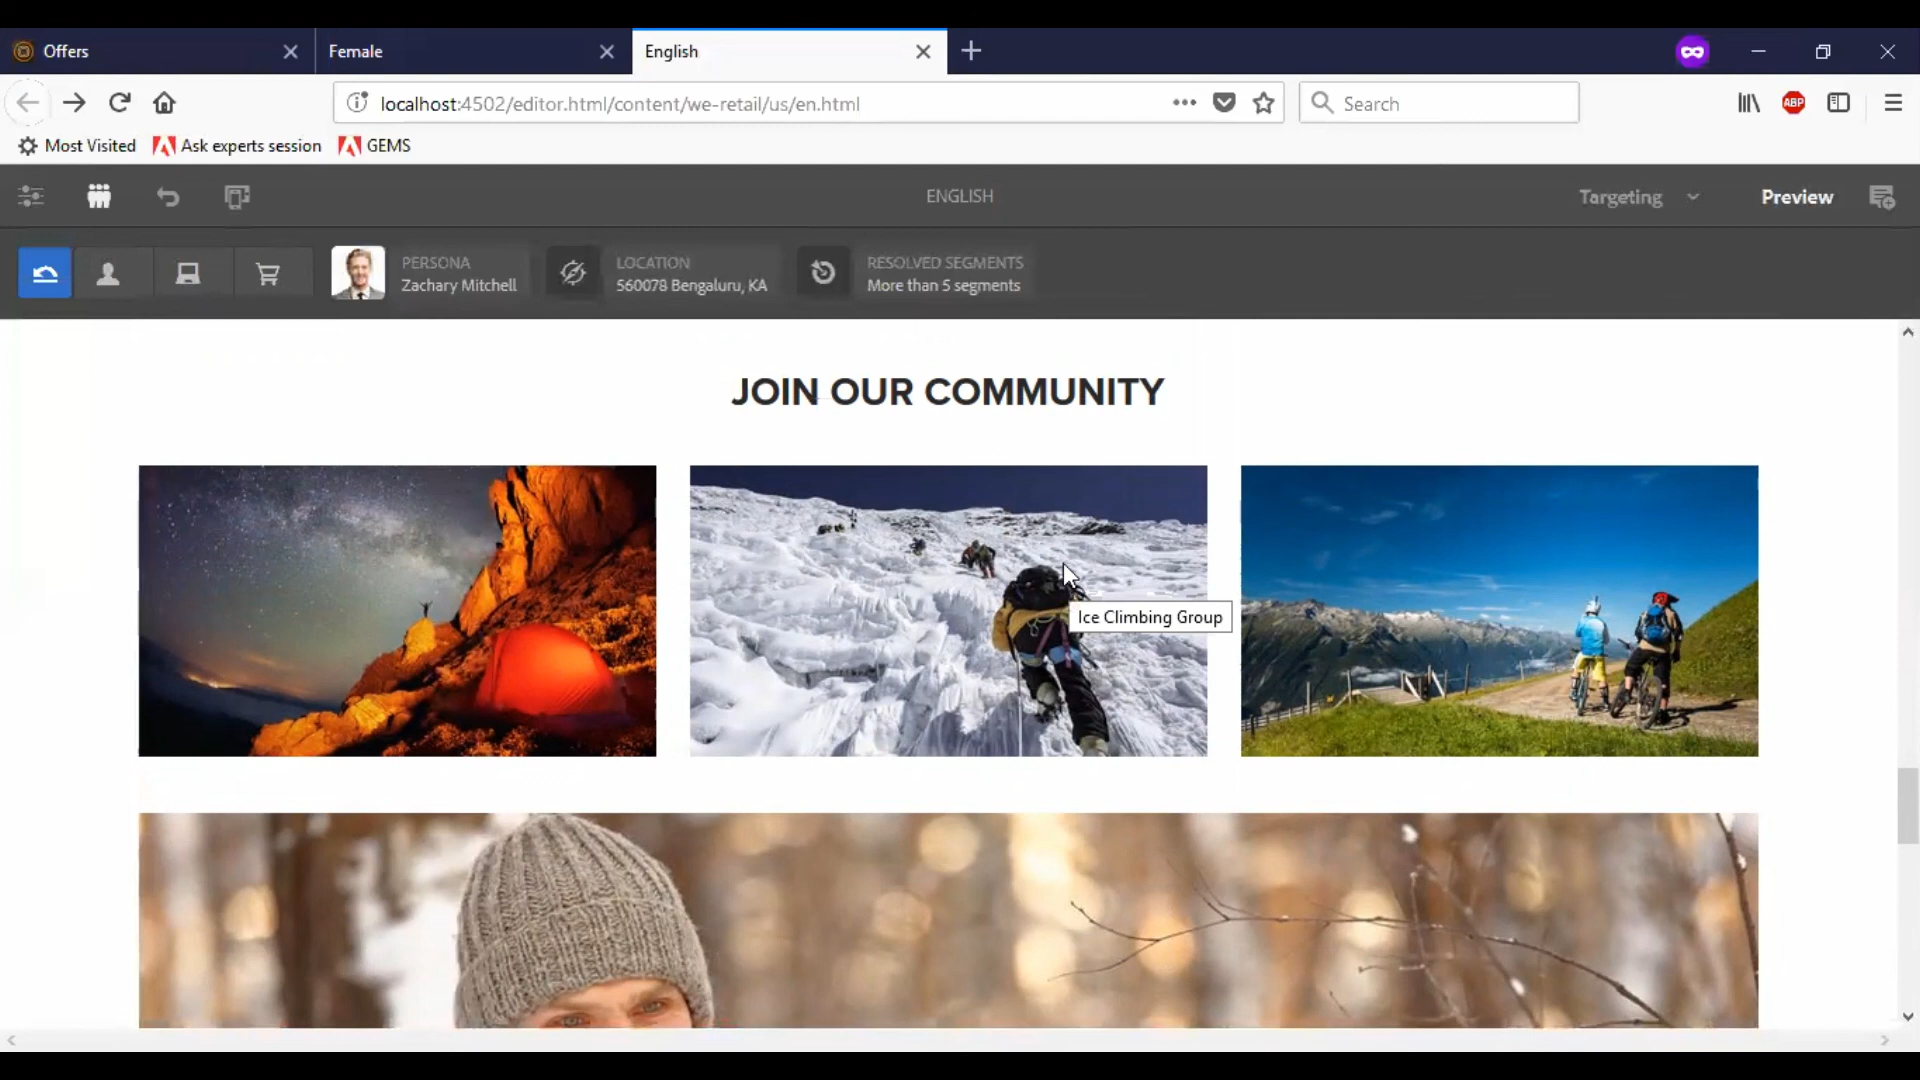 Offers
Female
English
localhost:4502/editor.html/content/we-retail/us/en.html
Search
ABP
Most Visited
Ask experts session
GEMS
ENGLISH
Targeting
Preview
PERSONA
Zachary Mitchell
LOCATION
560078 Bengaluru, KA
RESOLVED SEGMENTS
More than 5 segments
JOIN OUR COMMUNITY
Ice Climbing Group